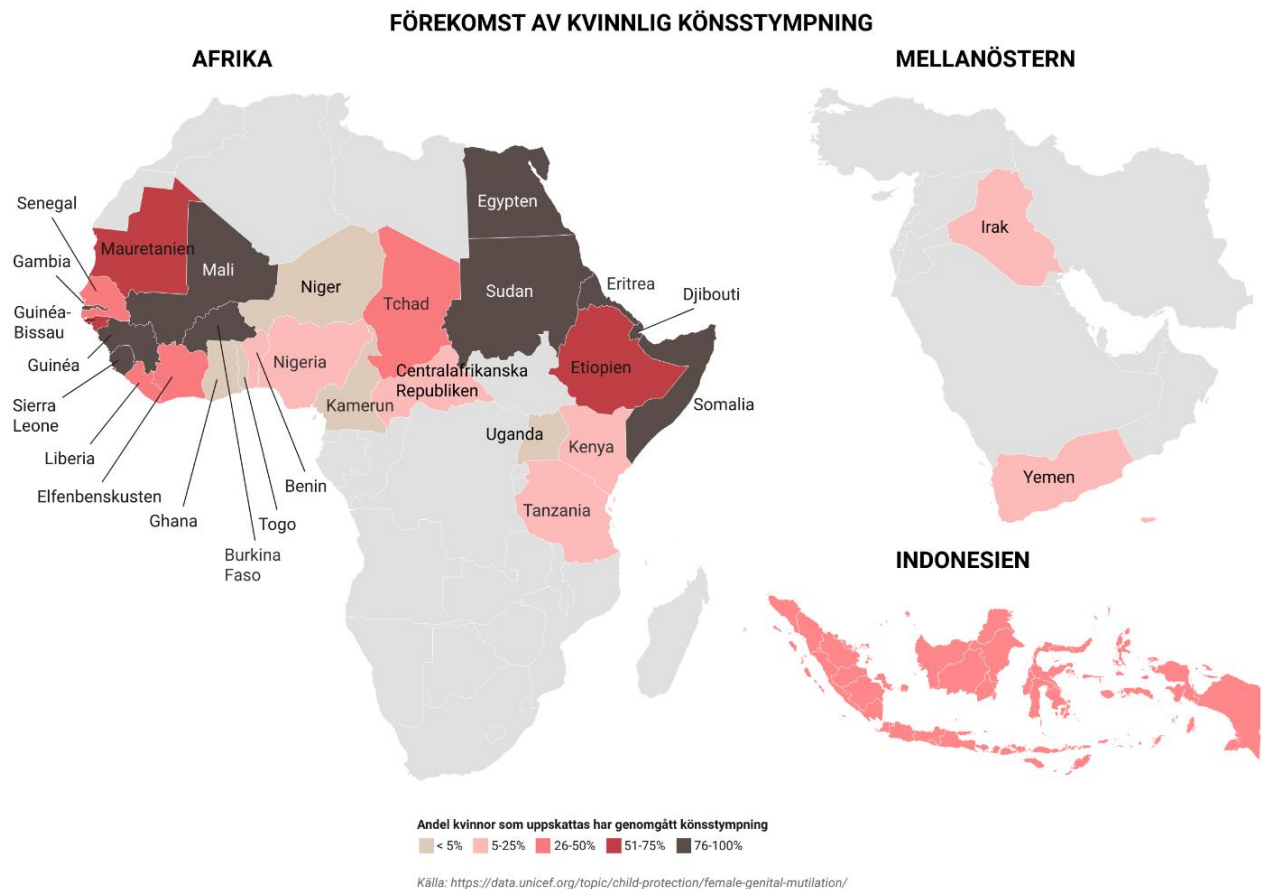 FÖREKOMST AV KVINNLIG KÖNSSTYMPNING
AFRIKA
Senegal
Gambia
Guinéa-
Bissau
Guinéa
Sierra
Leone
Liberia
Elfenbenskusten
Ghana
Burkina
Faso
Togo
Benin
Mauretanien
Mali
Niger
Nigeria
Tchad
Kamerun
Centralafrikanska
Republiken
Egypten
Sudan
Eritrea
Djibouti
Etiopien
Somalia
Uganda
Kenya
Tanzania
MELLANÖSTERN
Irak
Yemen
INDONESIEN
Andel kvinnor som uppskattas har genomgått könsstympning
< 5% 5-25% 26-50% 51-75% 76-100%
Källa: https://data.unicef.org/topic/child-protection/female-genital-mutilation/